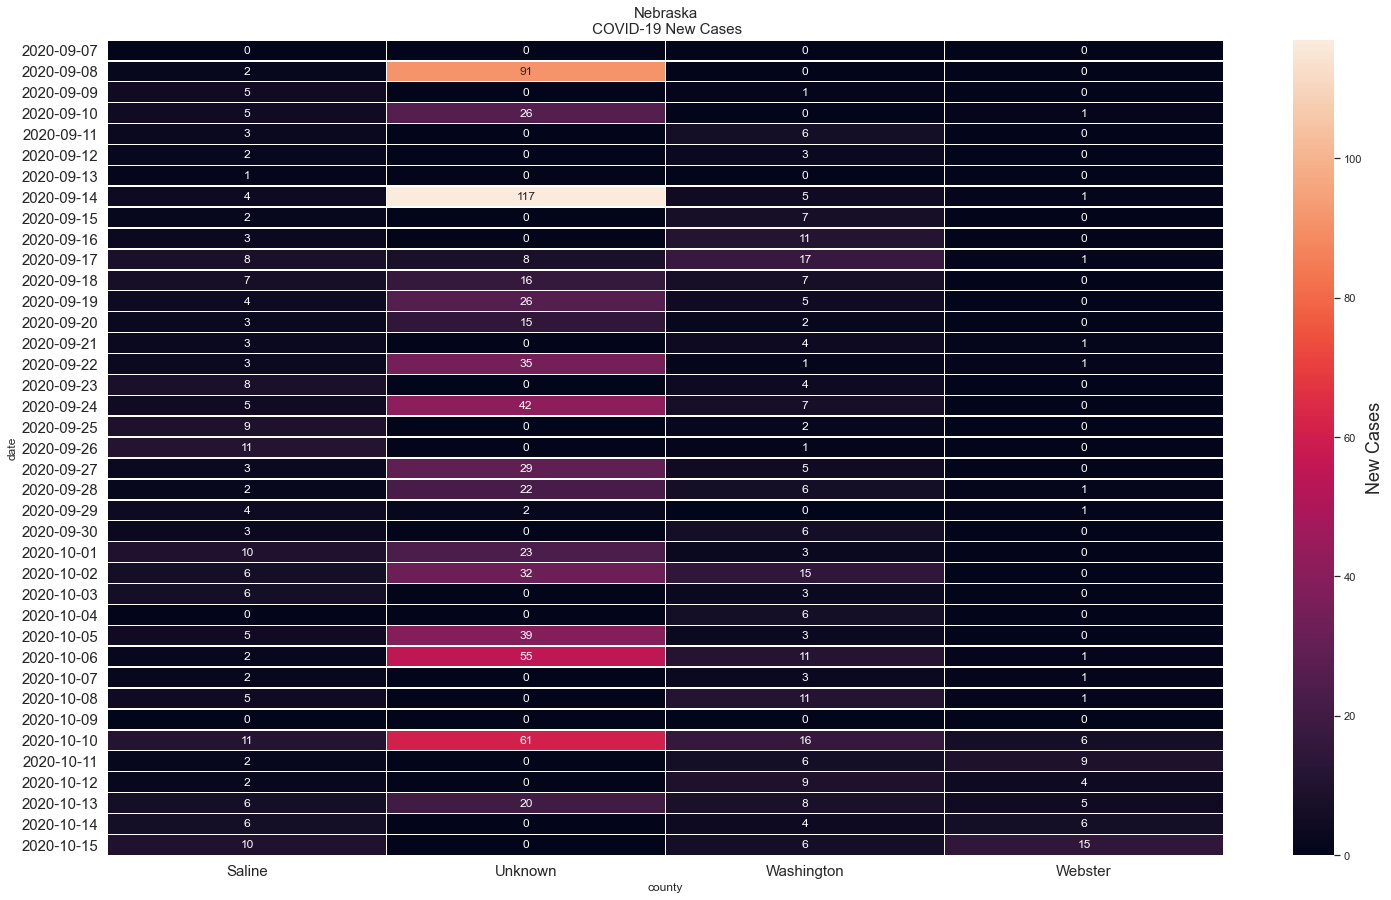 Nebraska
COVID-19 New Cases
2020-09-07 0 0 0 0
2020-09-08 2 91 0 0
2020-09-09 5 0 1 0
2020-09-10 5 26 0 1
2020-09-11 3 0 6 0
2020-09-12 2 0 3 0
2020-09-13 1 0 0 0
2020-09-14 4 117 5 1
2020-09-15 2 0 7 0
2020-09-16 3 0 11 0
2020-09-17 8 8 17 1
2020-09-18 7 16 7 0
2020-09-19 4 26 5 0
2020-09-20 3 15 2 0
2020-09-21 3 0 4 1
2020-09-22 3 35 1 1
2020-09-23 8 0 4 0
2020-09-24 5 42 7 0
2020-09-25 9 0 2 0
2020-09-26 11 0 1 0
2020-09-27 3 29 5 0
2020-09-28 2 22 6 1
2020-09-29 4 2 0 1
2020-09-30 3 0 6 0
2020-10-01 10 23 3 0
2020-10-02 6 32 15 0
2020-10-03 6 0 3 0
2020-10-04 0 0 6 0
2020-10-05 5 39 3 0
2020-10-06 2 55 11 1
2020-10-07 2 0 3 1
2020-10-08 5 0 11 1
2020-10-09 0 0 0 0
2020-10-10 11 61 16 6
2020-10-11 2 0 6 9
2020-10-12 2 0 9 4
2020-10-13 6 20 8 5
2020-10-14 6 0 4 6
2020-10-15 10 0 6 15
Saline Unknown Washington Webster
county
date
100
80
60
40
20
0
New Cases